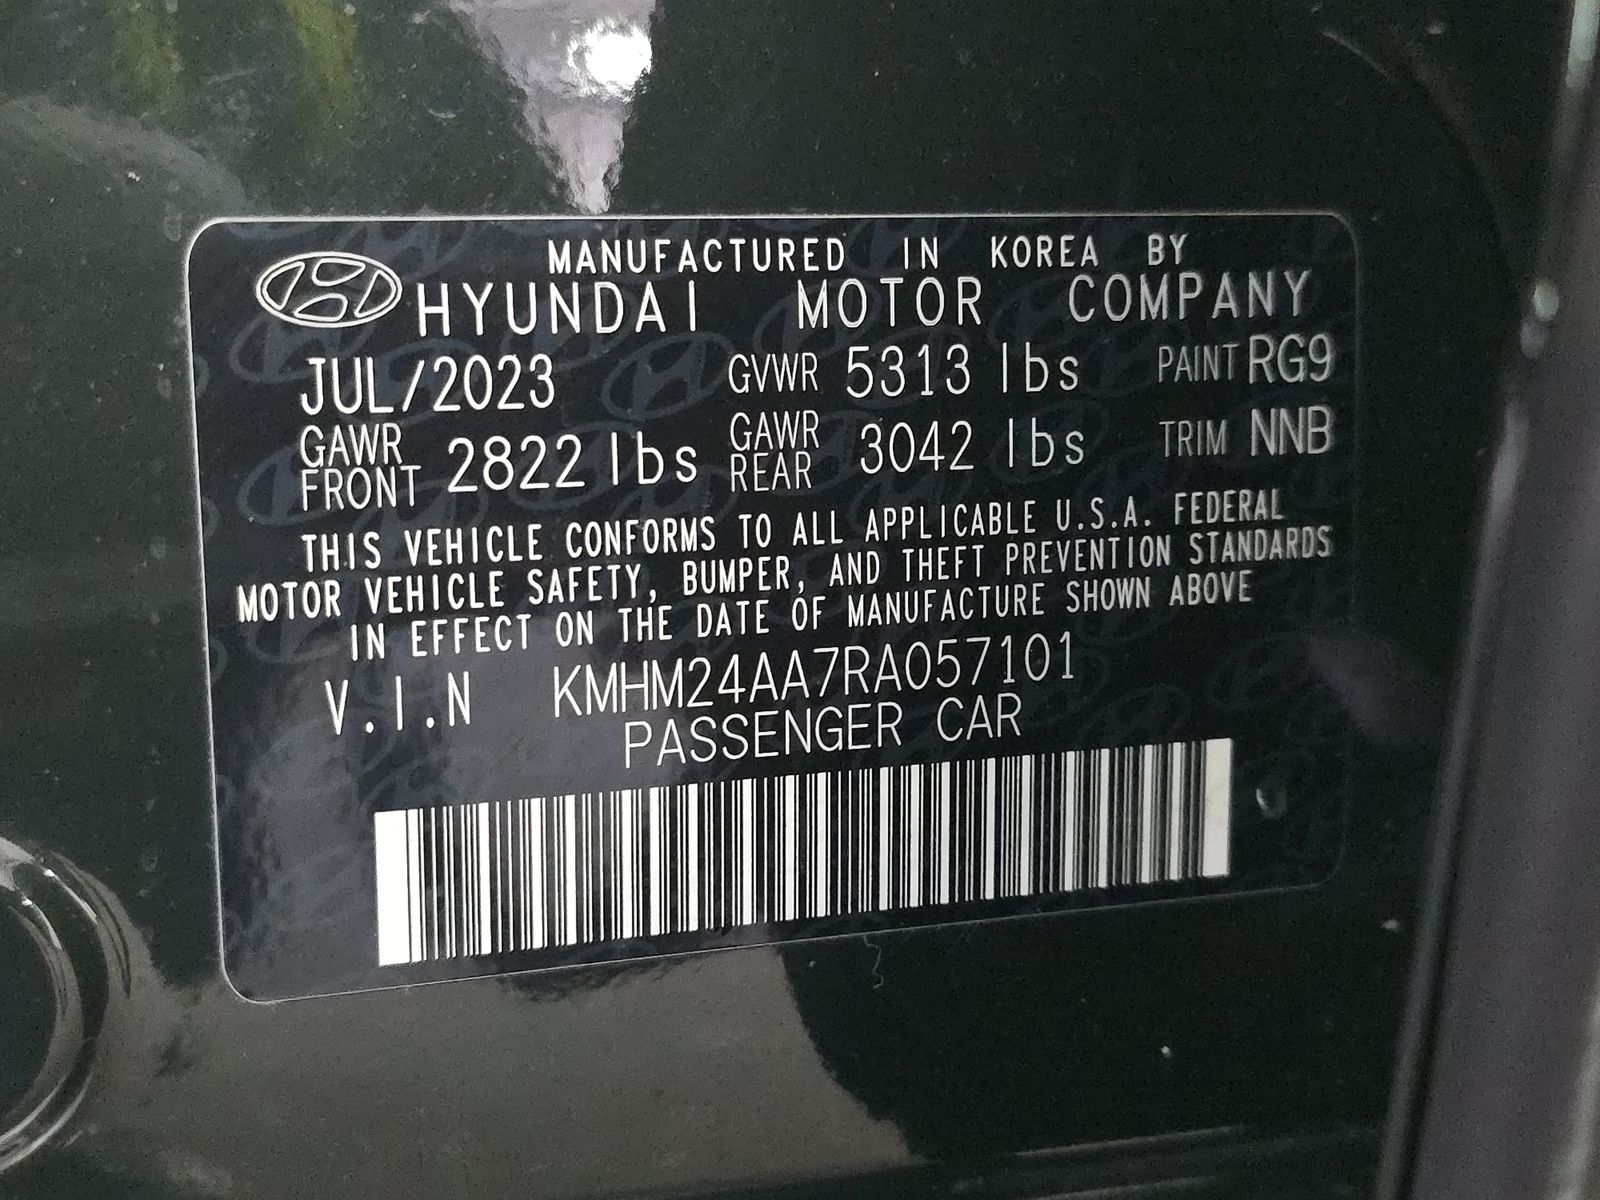 MANUFACTURED IN KOREA BY
HYUNDAI MOTOR COMPANY
JUL/2023 GVWR 5313 lbs PAINT RG9
GAWR FRONT 2822 lbs GAWR REAR 3042 lbs TRIM NNB
THIS VEHICLE CONFORMS TO ALL APPLICABLE U.S.A. FEDERAL
MOTOR VEHICLE SAFETY, BUMPER, AND THEFT PREVENTION STANDARDS
IN EFFECT ON THE DATE OF MANUFACTURE SHOWN ABOVE
V.I.N KMHM24AA7RA057101
PASSENGER CAR